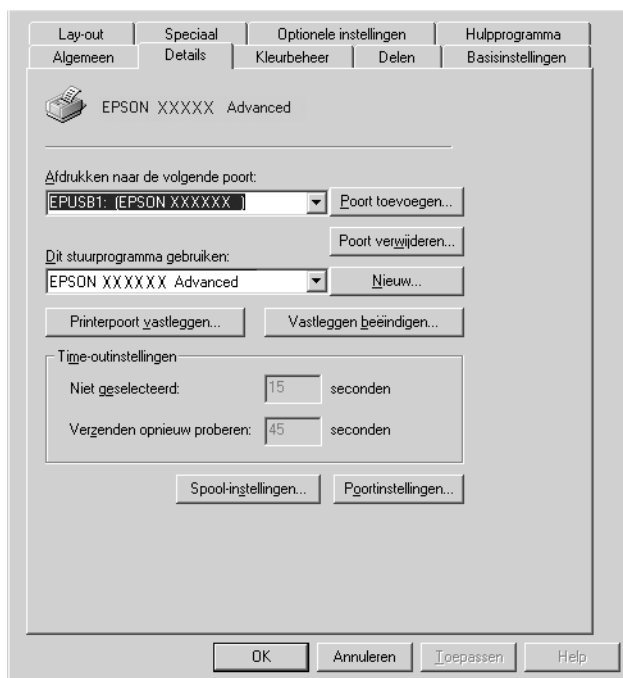 Lay-out Speciaal Optionele instellingen Hulpprogramma
Algemeen Details Kleurbeheer Delen Basisinstellingen
EPSON XXXXX Advanced
Afdrukken naar de volgende poort:
EPUSB1: (EPSON XXXXXX ) Poort toevoegen...
Poort verwijderen...
Dit stuurprogramma gebruiken:
EPSON XXXXXX Advanced Nieuw...
Printerpoort vastleggen... Vastleggen beëindigen...
Time-outinstellingen
Niet geselecteerd: 15 seconden
Verzenden opnieuw proberen: 45 seconden
Spool-instellingen... Poortinstellingen...
OK Annuleren Toepassen Help